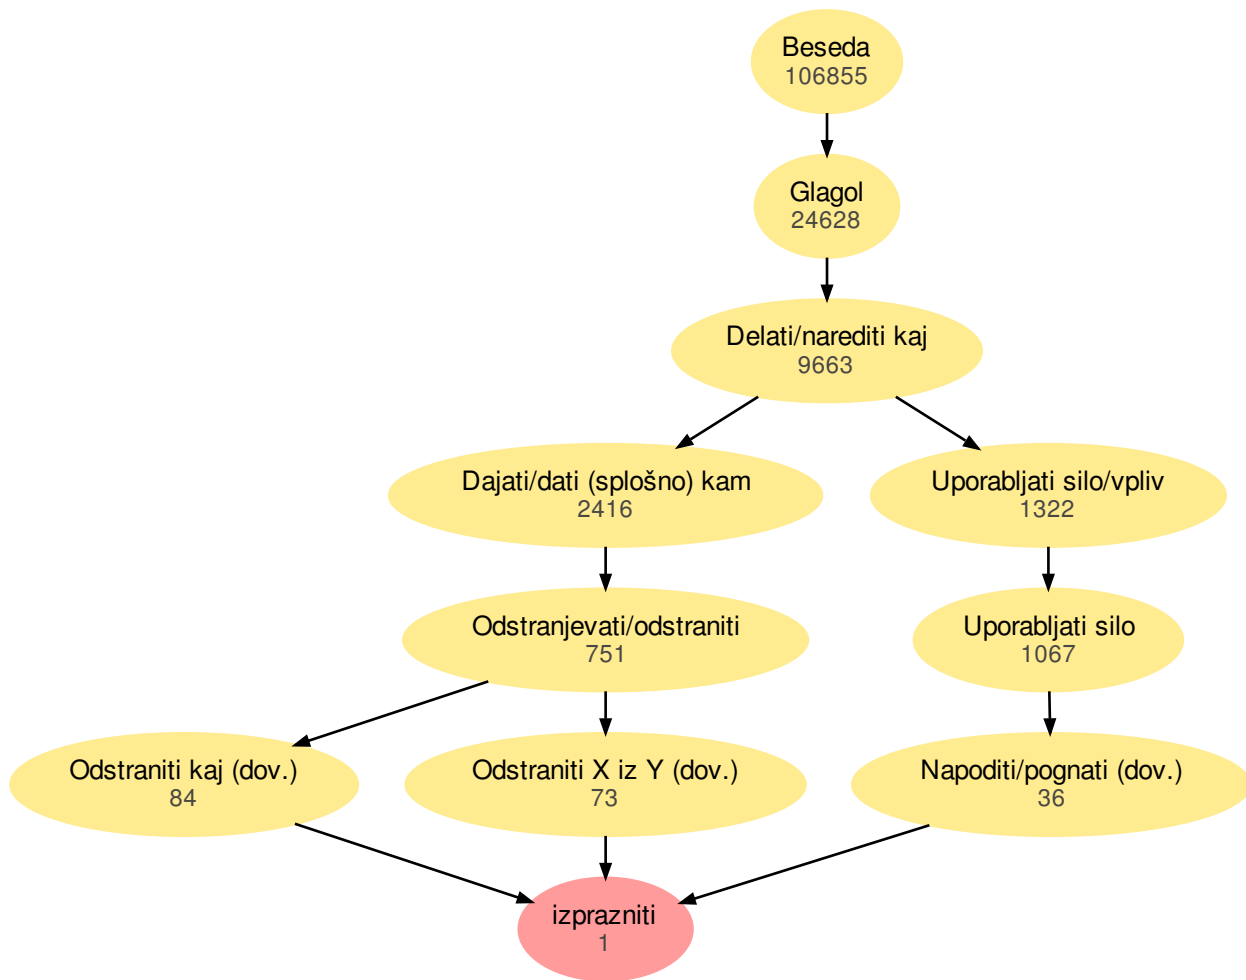 Beseda
106855
Glagol
24628
Delati/narediti kaj
9663
Dajati/dati (splošno) kam
2416
Uporabljati silo/vpliv
1322
Odstranjevati/odstraniti
751
Uporabljati silo
1067
Odstraniti kaj (dov.)
84
Odstraniti X iz Y (dov.)
73
Napoditi/pognati (dov.)
36
izprazniti
1